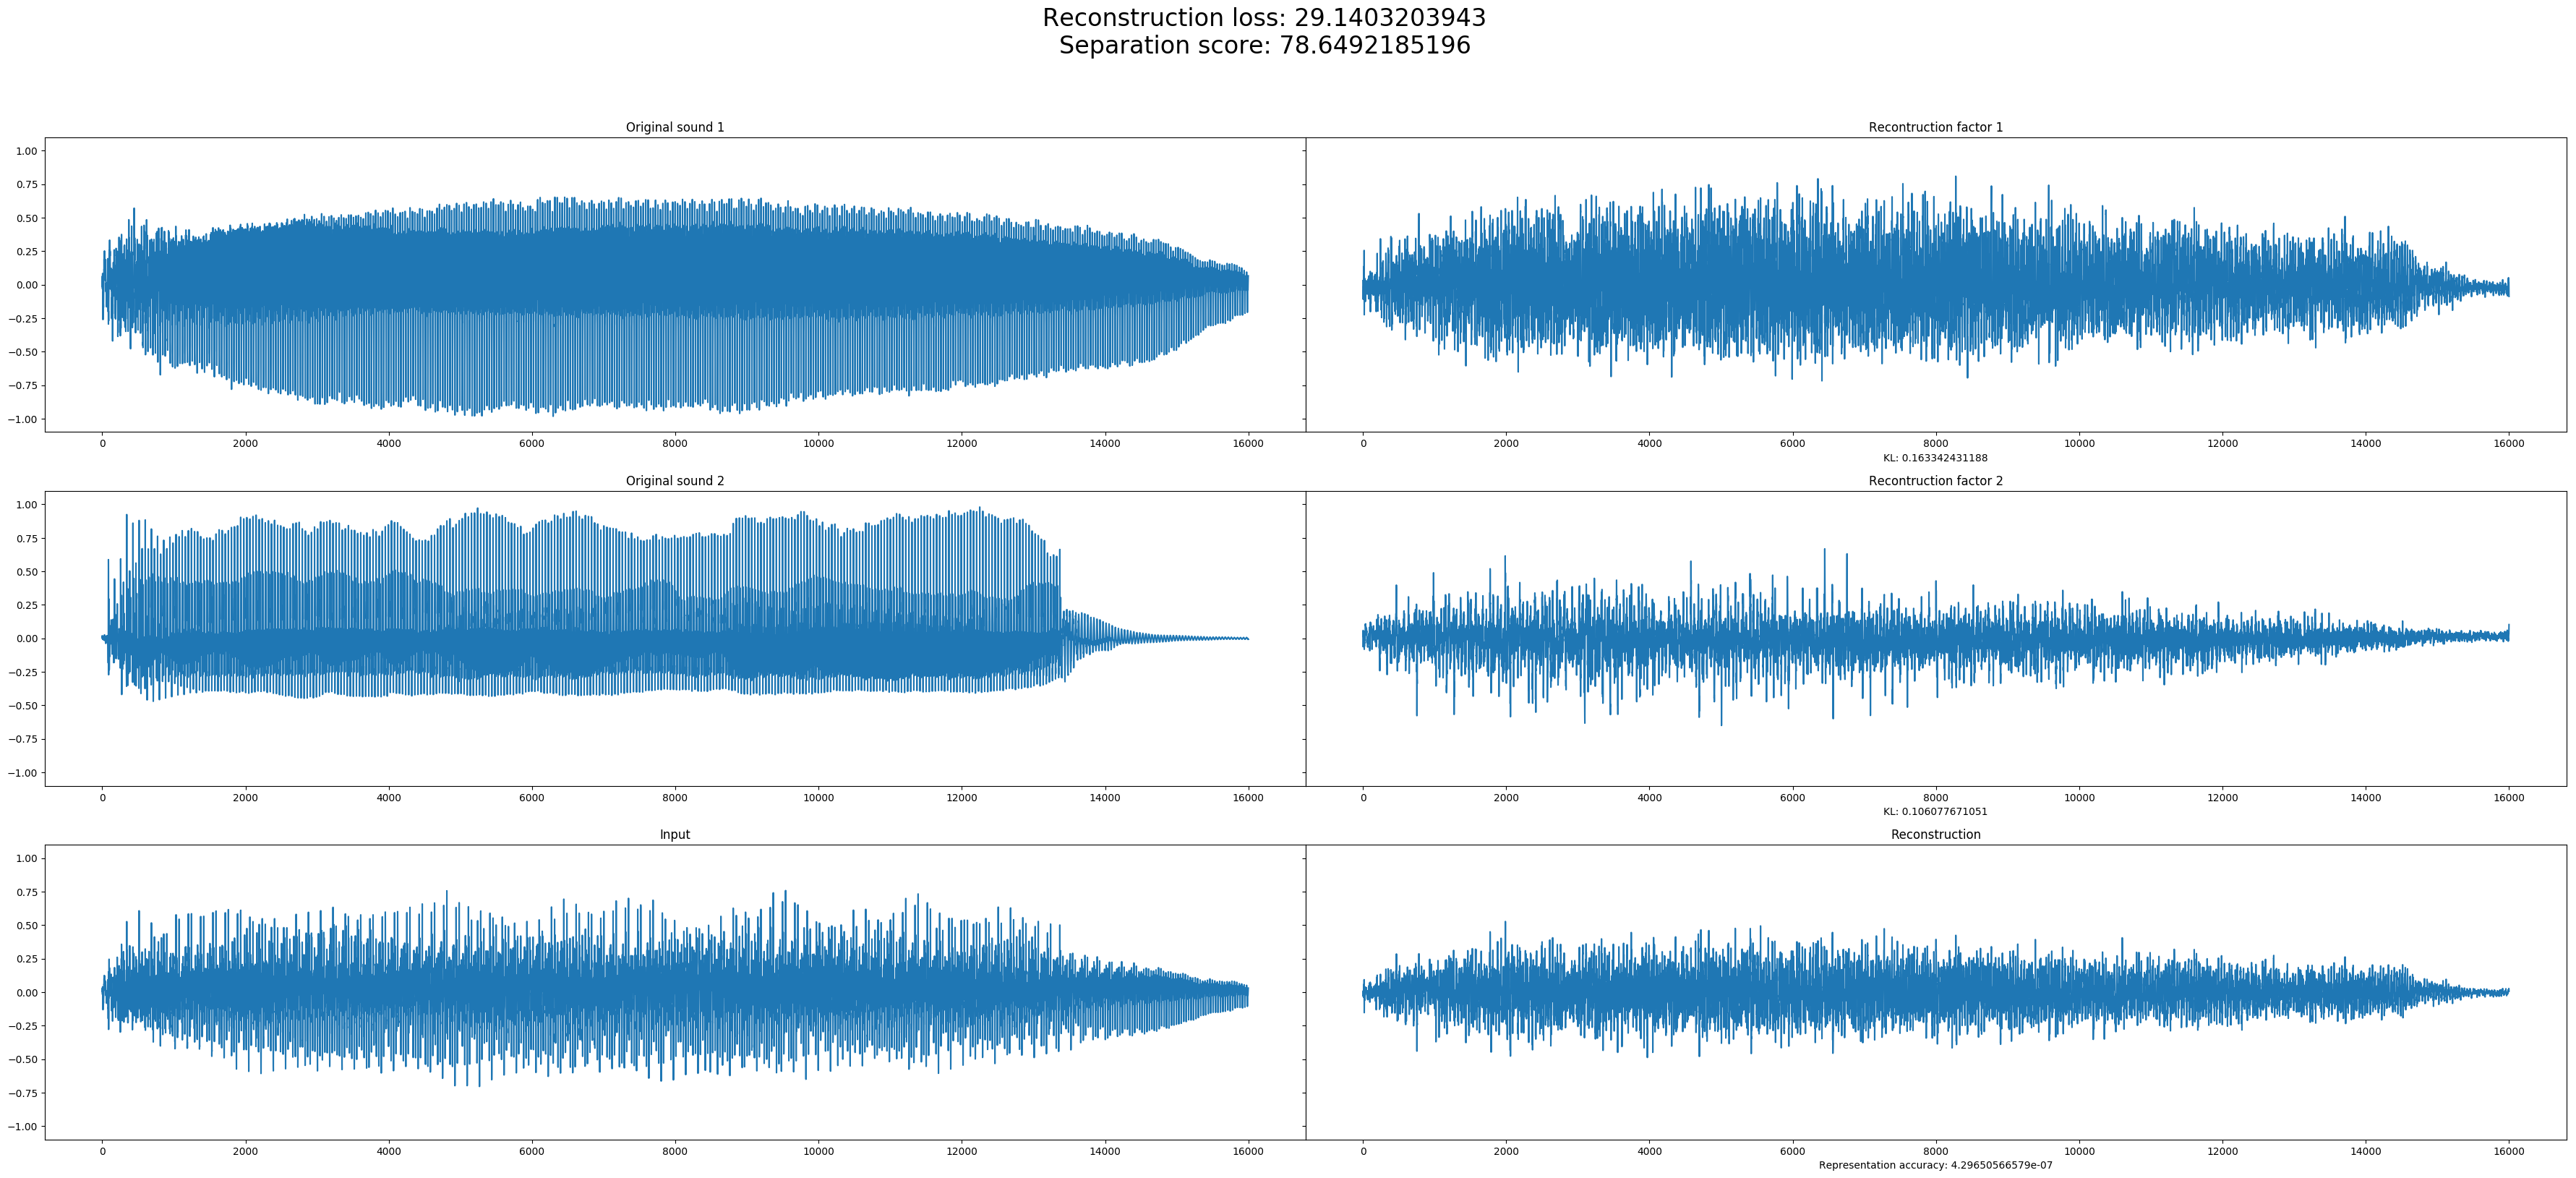 Reconstruction loss: 29.1403203943
Separation score: 78.6492185196
Original sound 1
Recontruction factor 1
1.00
0.75
0.50
0.25
0.00
−0.25
−0.50
−0.75
−1.00
0 2000 4000 6000 8000 10000 12000 14000 16000
0 2000 4000 6000 8000 10000 12000 14000 16000
KL: 0.163342431188
Original sound 2
Recontruction factor 2
1.00
0.75
0.50
0.25
0.00
−0.25
−0.50
−0.75
−1.00
0 2000 4000 6000 8000 10000 12000 14000 16000
0 2000 4000 6000 8000 10000 12000 14000 16000
KL: 0.106077671051
Input
Reconstruction
1.00
0.75
0.50
0.25
0.00
−0.25
−0.50
−0.75
−1.00
0 2000 4000 6000 8000 10000 12000 14000 16000
0 2000 4000 6000 8000 10000 12000 14000 16000
Representation accuracy: 4.29650566579e-07